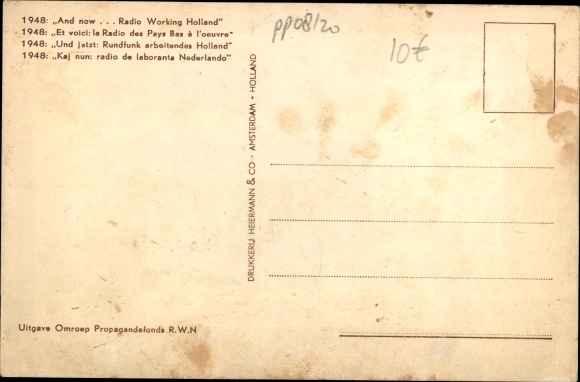 1948: „And now . . . Radio Working Holland”
1948: „Et voici: la Radio des Pays Bas à l'oeuvre”
1948: „Und jetzt: Rundfunk arbeitendes Holland”
1948: „Kaj nun: radio de laboranta Nederlando”
PP08/20
10€
DRUKKERIJ HEIERMANN & CO - AMSTERDAM - HOLLAND
Uitgave Omroep Propagandafonds R.W.N